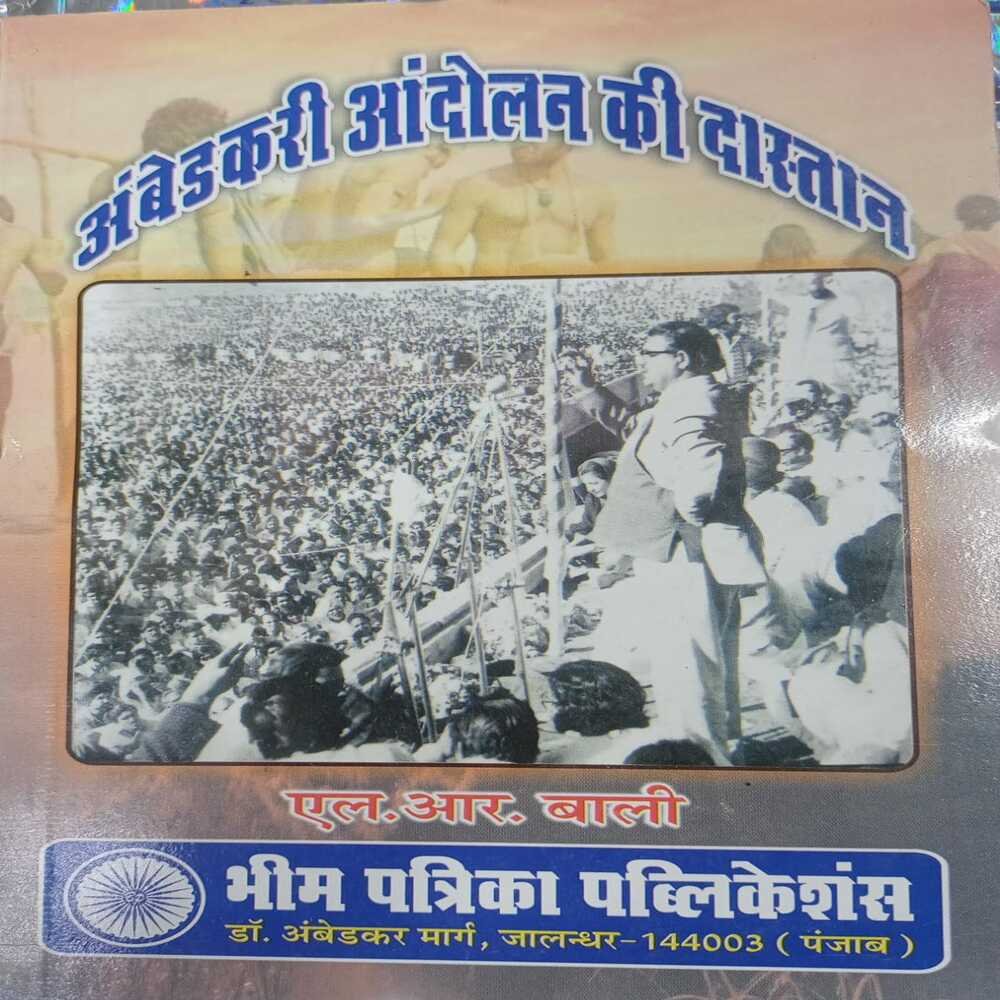 अंबेडकरी आंदोलन की दास्तान
एल.आर. बाली
भीम पत्रिका पब्लिकेशंस
डॉ. अंबेडकर मार्ग, जालन्धर-144003 ( पंजाब )